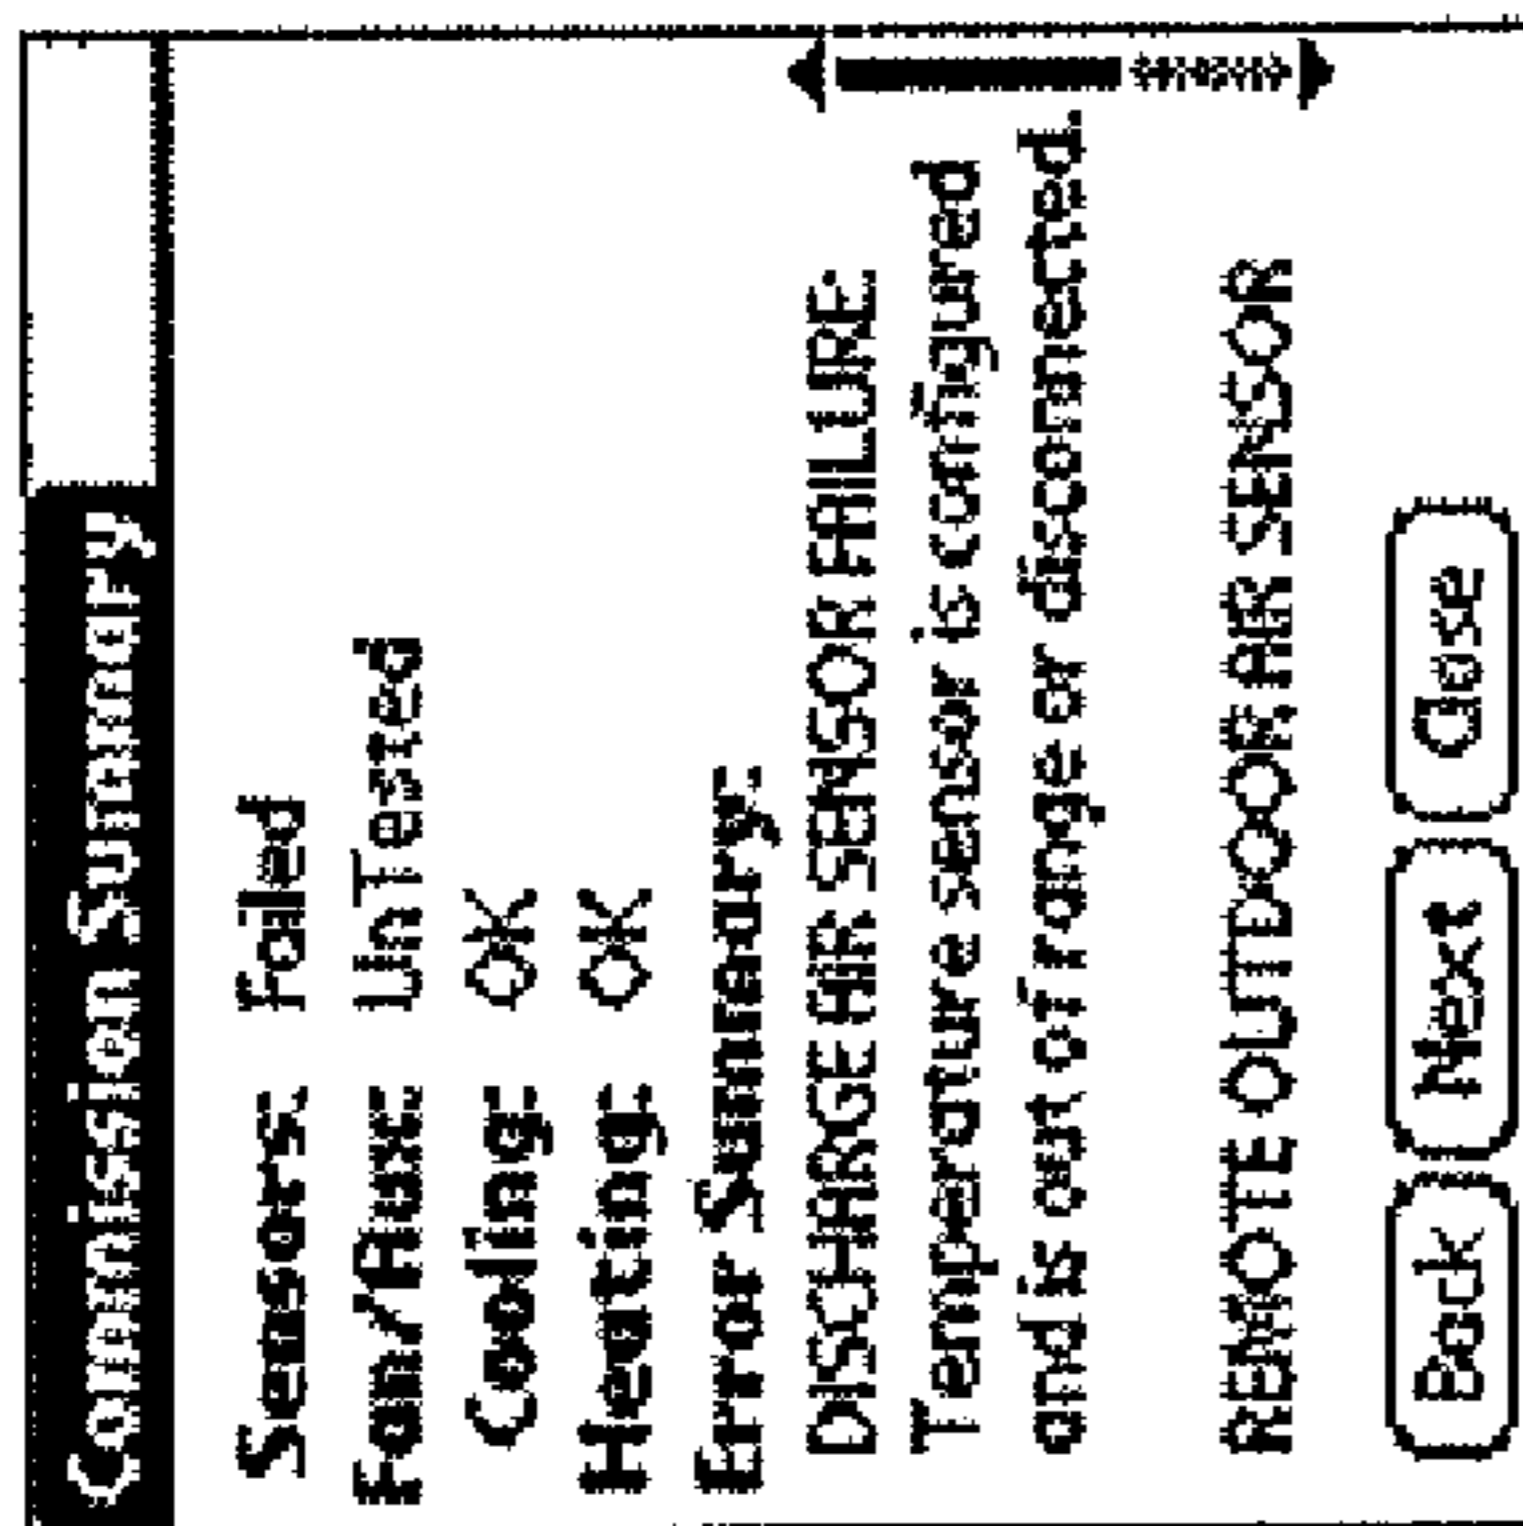 Commission Summary
Sensors: Failed
Fan/Aux: UnTested
Cooling: OK
Heating: OK
Error Summary:
DISCHARGE AIR SENSOR FAILURE:
Temperature sensor is configured
and is out of range or disconnected.
REMOTE OUTDOOR AIR SENSOR
Back Next Close